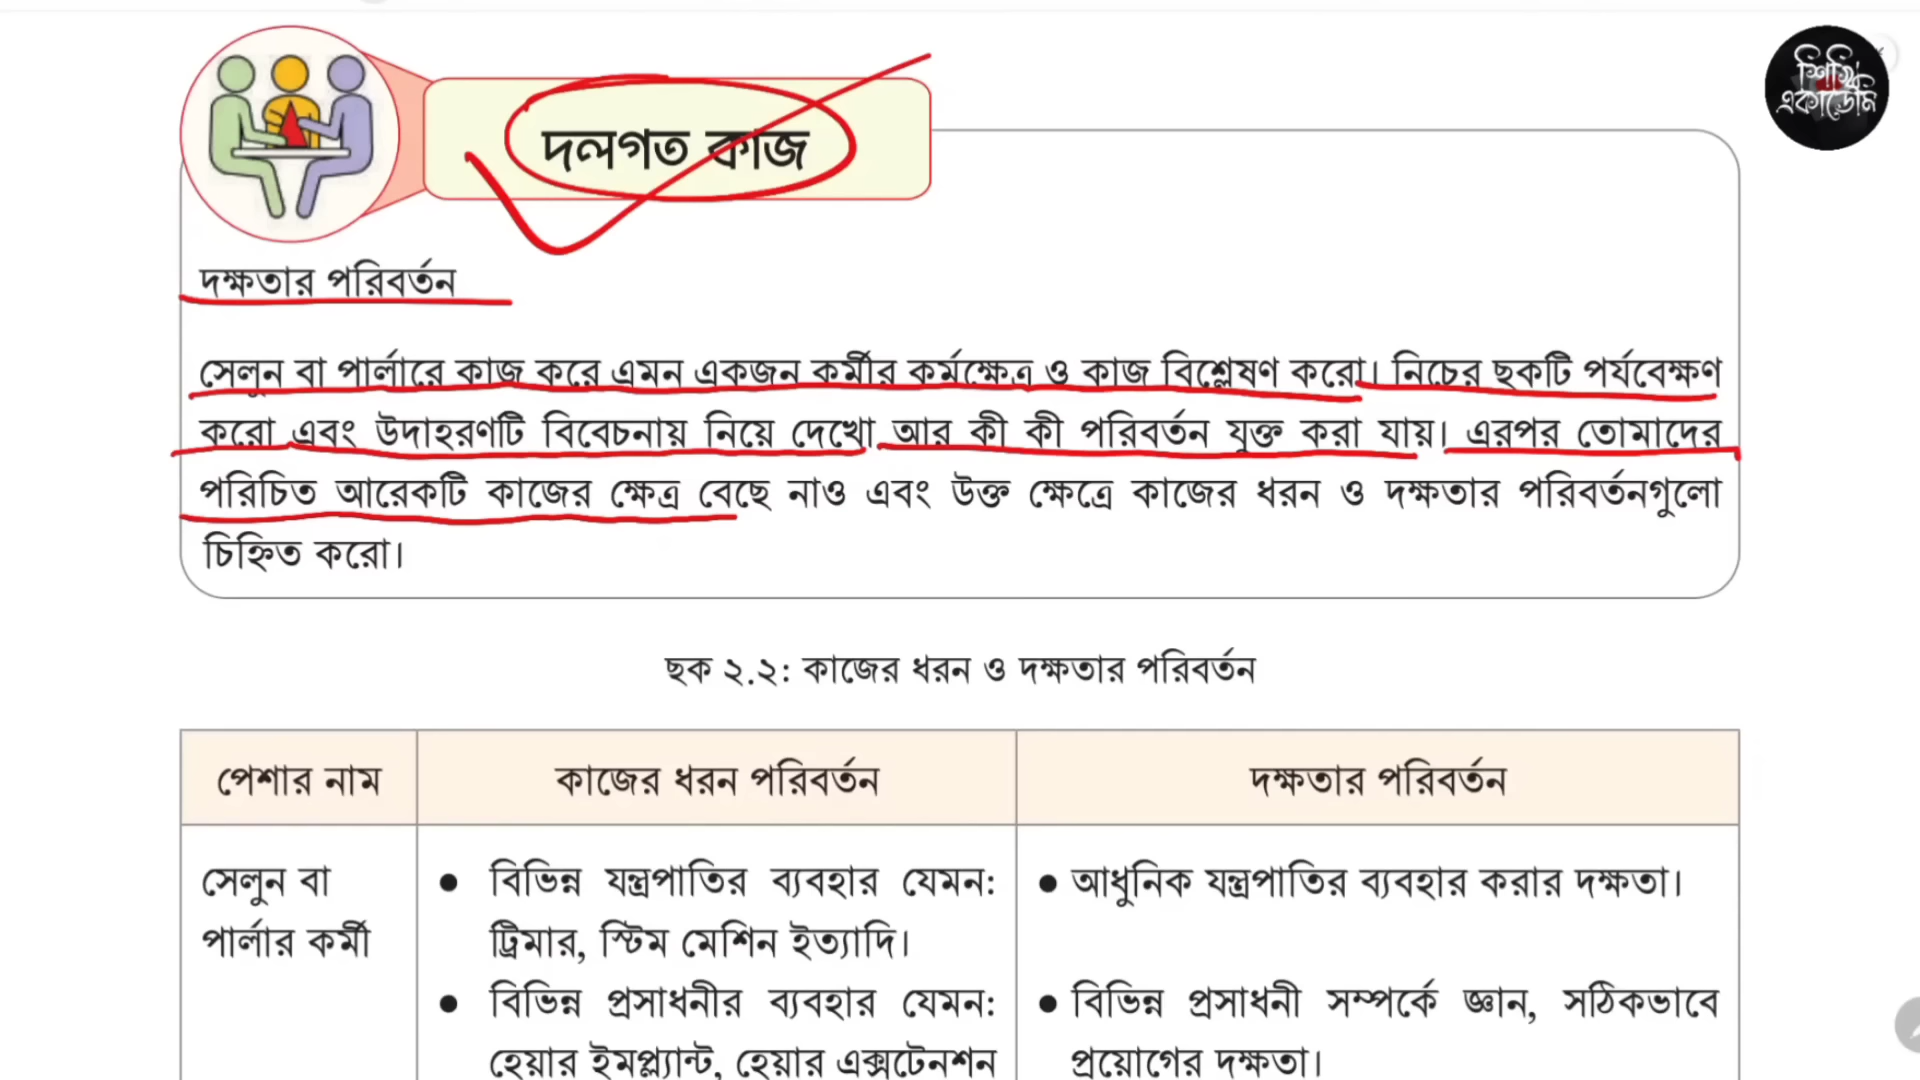 শিখি
একাডেমি
দলগত কাজ
দক্ষতার পরিবর্তন
সেলুন বা পার্লারে কাজ করে এমন একজন কর্মীর কর্মক্ষেত্র ও কাজ বিশ্লেষণ করো। নিচের ছকটি পর্যবেক্ষণ
করো এবং উদাহরণটি বিবেচনায় নিয়ে দেখো আর কী কী পরিবর্তন যুক্ত করা যায়। এরপর তোমাদের
পরিচিত আরেকটি কাজের ক্ষেত্র বেছে নাও এবং উক্ত ক্ষেত্রে কাজের ধরন ও দক্ষতার পরিবর্তনগুলো
চিহ্নিত করো।
ছক ২.২: কাজের ধরন ও দক্ষতার পরিবর্তন
পেশার নাম
কাজের ধরন পরিবর্তন
দক্ষতার পরিবর্তন
সেলুন বা
পার্লার কর্মী
● বিভিন্ন যন্ত্রপাতির ব্যবহার যেমন:
ট্রিমার, স্টিম মেশিন ইত্যাদি।
● বিভিন্ন প্রসাধনীর ব্যবহার যেমন:
হেয়ার ইমপ্ল্যান্ট, হেয়ার এক্সটেনশন
● আধুনিক যন্ত্রপাতির ব্যবহার করার দক্ষতা।
● বিভিন্ন প্রসাধনী সম্পর্কে জ্ঞান, সঠিকভাবে
প্রয়োগের দক্ষতা।